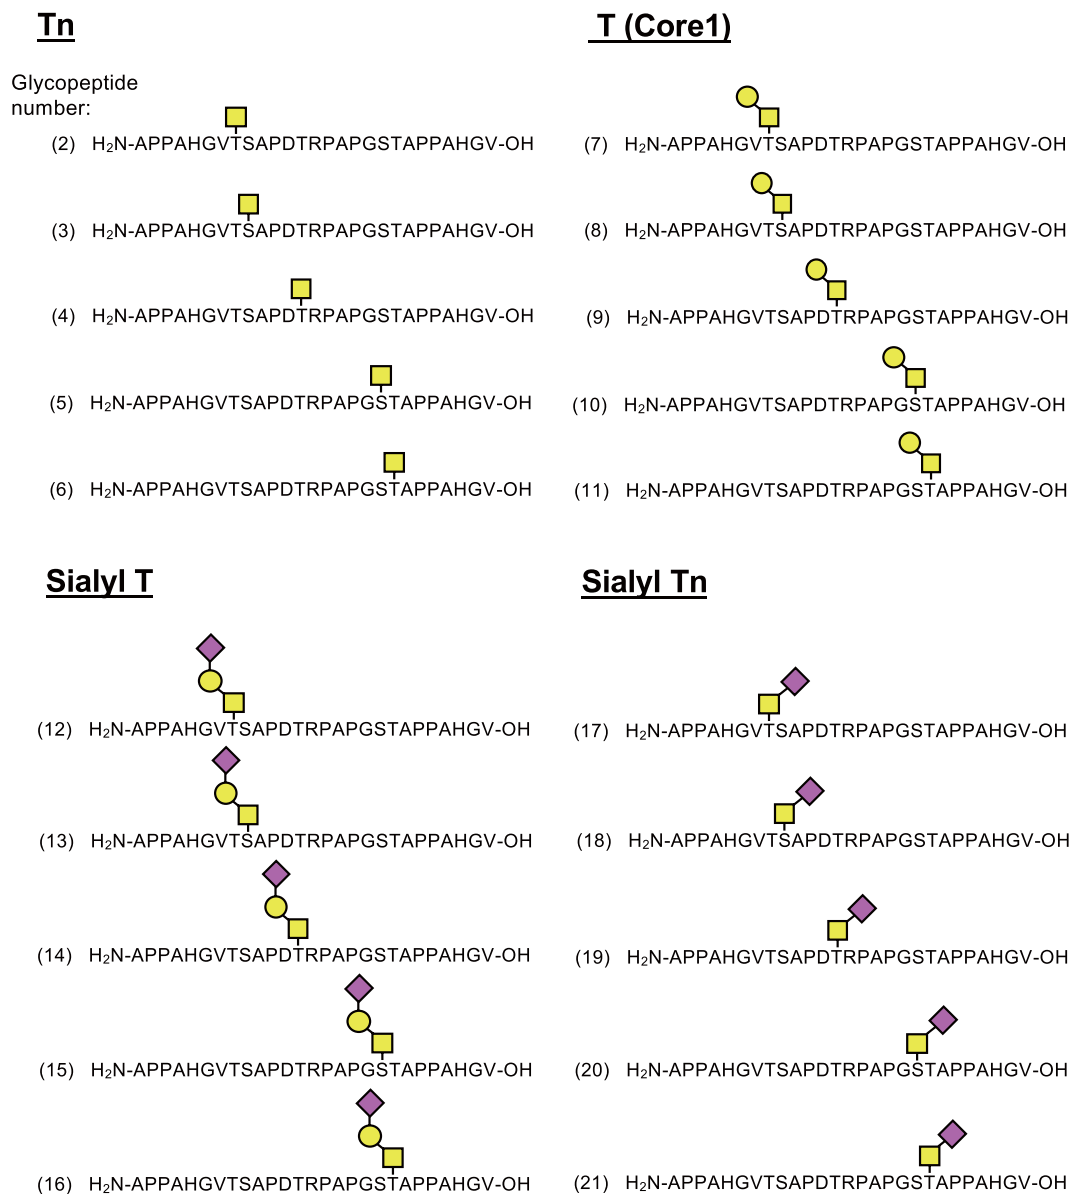 Tn
Glycopeptide
number:
(2) H₂N-APPAHGVTSAPDTRPAPGSTAPPAHGV-OH
(3) H₂N-APPAHGVTSAPDTRPAPGSTAPPAHGV-OH
(4) H₂N-APPAHGVTSAPDTRPAPGSTAPPAHGV-OH
(5) H₂N-APPAHGVTSAPDTRPAPGSTAPPAHGV-OH
(6) H₂N-APPAHGVTSAPDTRPAPGSTAPPAHGV-OH
T (Core1)
(7) H₂N-APPAHGVTSAPDTRPAPGSTAPPAHGV-OH
(8) H₂N-APPAHGVTSAPDTRPAPGSTAPPAHGV-OH
(9) H₂N-APPAHGVTSAPDTRPAPGSTAPPAHGV-OH
(10) H₂N-APPAHGVTSAPDTRPAPGSTAPPAHGV-OH
(11) H₂N-APPAHGVTSAPDTRPAPGSTAPPAHGV-OH
Sialyl T
(12) H₂N-APPAHGVTSAPDTRPAPGSTAPPAHGV-OH
(13) H₂N-APPAHGVTSAPDTRPAPGSTAPPAHGV-OH
(14) H₂N-APPAHGVTSAPDTRPAPGSTAPPAHGV-OH
(15) H₂N-APPAHGVTSAPDTRPAPGSTAPPAHGV-OH
(16) H₂N-APPAHGVTSAPDTRPAPGSTAPPAHGV-OH
Sialyl Tn
(17) H₂N-APPAHGVTSAPDTRPAPGSTAPPAHGV-OH
(18) H₂N-APPAHGVTSAPDTRPAPGSTAPPAHGV-OH
(19) H₂N-APPAHGVTSAPDTRPAPGSTAPPAHGV-OH
(20) H₂N-APPAHGVTSAPDTRPAPGSTAPPAHGV-OH
(21) H₂N-APPAHGVTSAPDTRPAPGSTAPPAHGV-OH